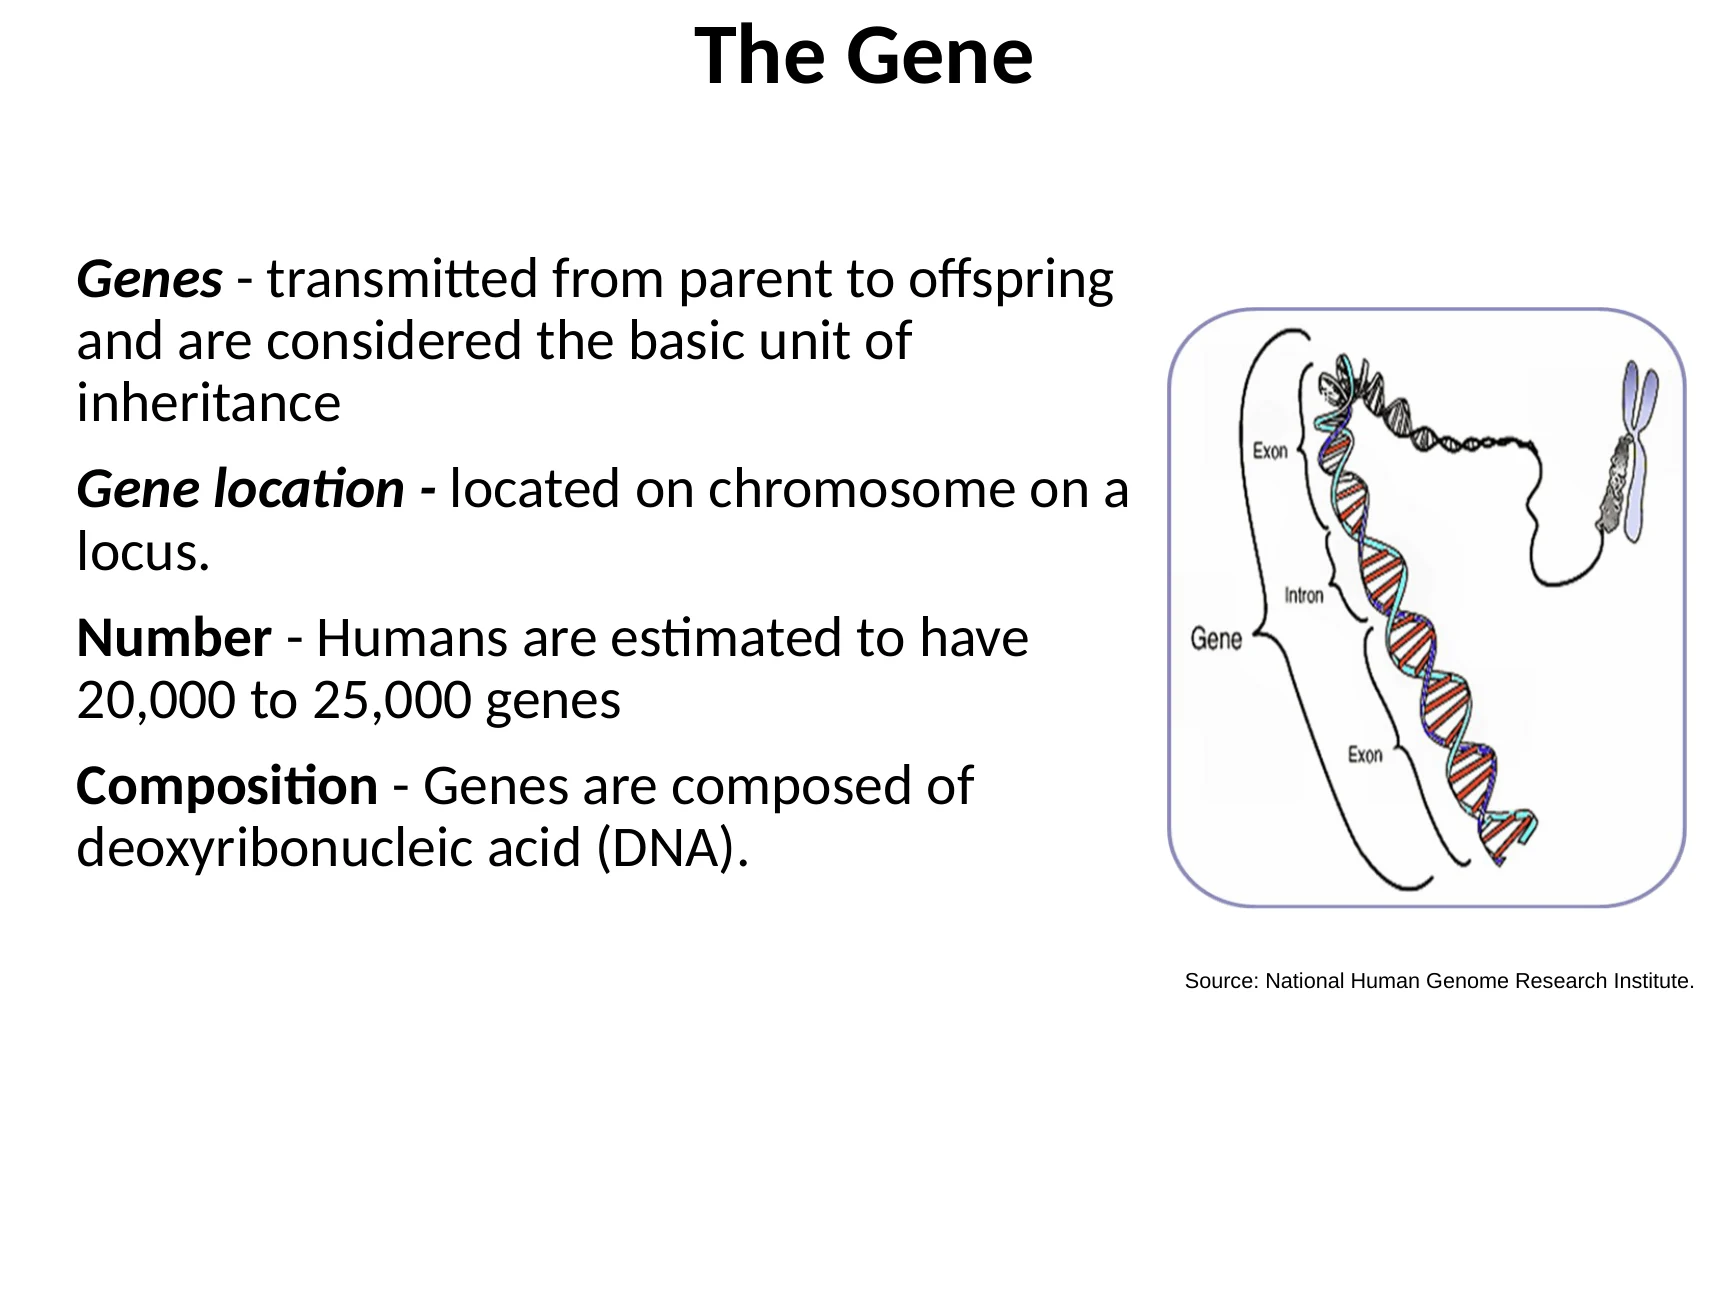 The Gene
Genes - transmitted from parent to offspring
and are considered the basic unit of
inheritance
Gene location - located on chromosome on a
locus.
Number - Humans are estimated to have
20,000 to 25,000 genes
Composition - Genes are composed of
deoxyribonucleic acid (DNA).
Exon
Intron
Gene
Exon
Source: National Human Genome Research Institute.